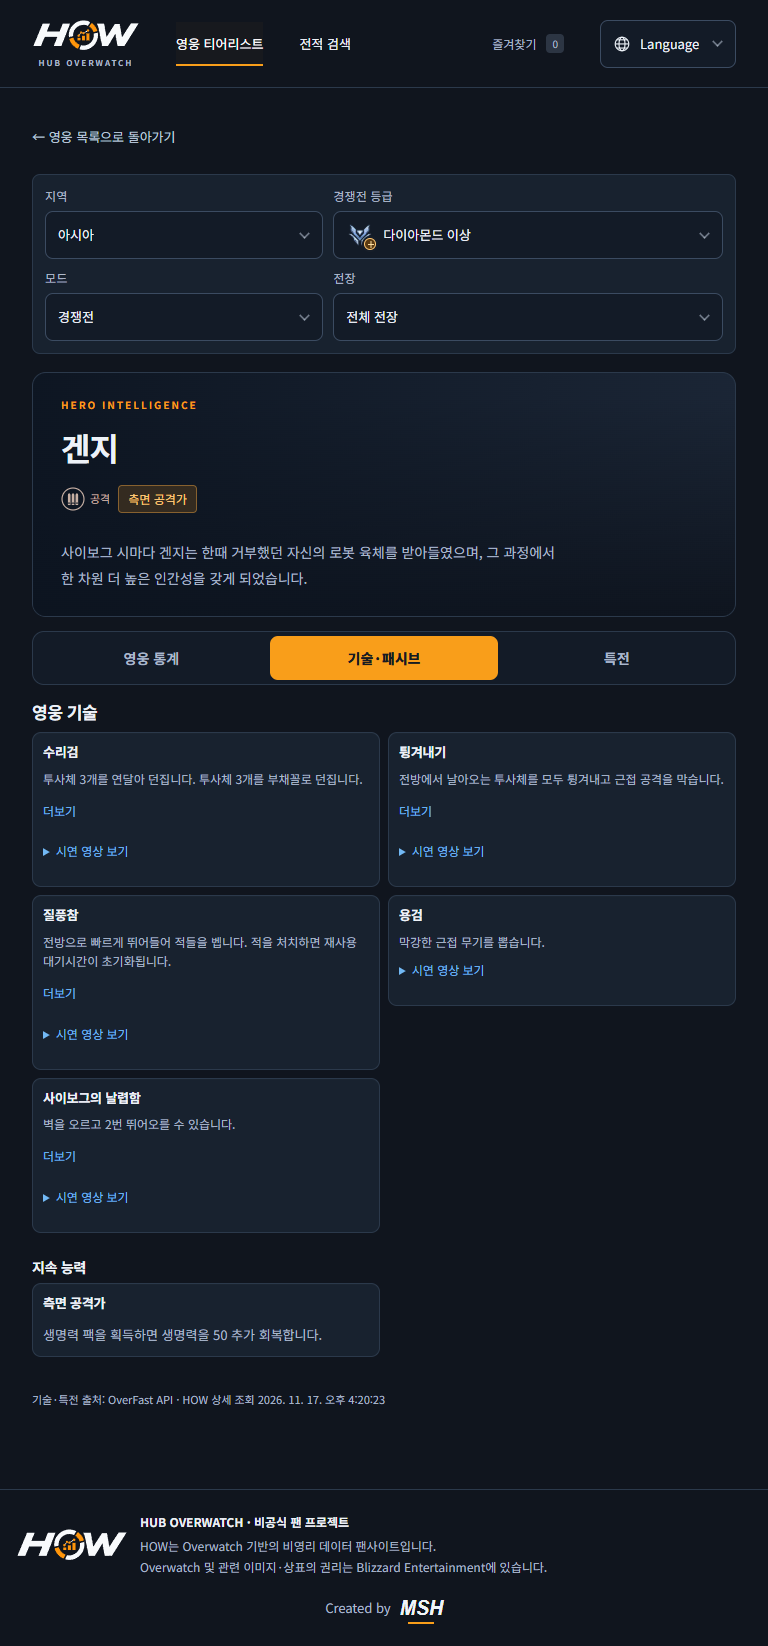 HOW
HUB OVERWATCH
영웅 티어리스트
전적 검색
즐겨찾기 0
Language
← 영웅 목록으로 돌아가기
지역
아시아
경쟁전 등급
다이아몬드 이상
모드
경쟁전
전장
전체 전장
HERO INTELLIGENCE
겐지
공격
측면 공격가
사이보그 시마다 겐지는 한때 거부했던 자신의 로봇 육체를 받아들였으며, 그 과정에서
한 차원 더 높은 인간성을 갖게 되었습니다.
영웅 통계
기술·패시브
특전
영웅 기술
수리검
투사체 3개를 연달아 던집니다. 투사체 3개를 부채꼴로 던집니다.
더보기
▶ 시연 영상 보기
튕겨내기
전방에서 날아오는 투사체를 모두 튕겨내고 근접 공격을 막습니다.
더보기
▶ 시연 영상 보기
질풍참
전방으로 빠르게 뛰어들어 적들을 벱니다. 적을 처치하면 재사용
대기시간이 초기화됩니다.
더보기
▶ 시연 영상 보기
용검
막강한 근접 무기를 뽑습니다.
▶ 시연 영상 보기
사이보그의 날렵함
벽을 오르고 2번 뛰어오를 수 있습니다.
더보기
▶ 시연 영상 보기
지속 능력
측면 공격가
생명력 팩을 획득하면 생명력을 50 추가 회복합니다.
기술·특전 출처: OverFast API · HOW 상세 조회 2026. 11. 17. 오후 4:20:23
HOW
HUB OVERWATCH · 비공식 팬 프로젝트
HOW는 Overwatch 기반의 비영리 데이터 팬사이트입니다.
Overwatch 및 관련 이미지·상표의 권리는 Blizzard Entertainment에 있습니다.
Created by MSH